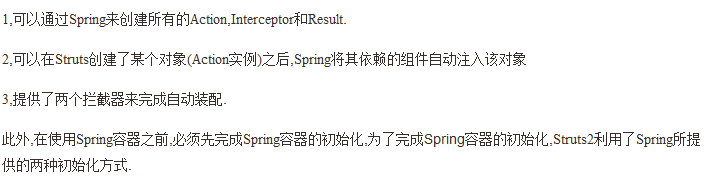 1,可以通过Spring来创建所有的Action,Interceptor和Result.
2,可以在Struts创建了某个对象(Action实例)之后,Spring将其依赖的组件自动注入该对象
3,提供了两个拦截器来完成自动装配.
此外,在使用Spring容器之前,必须先完成Spring容器的初始化,为了完成Spring容器的初始化,Struts2利用了Spring所提
供的两种初始化方式.